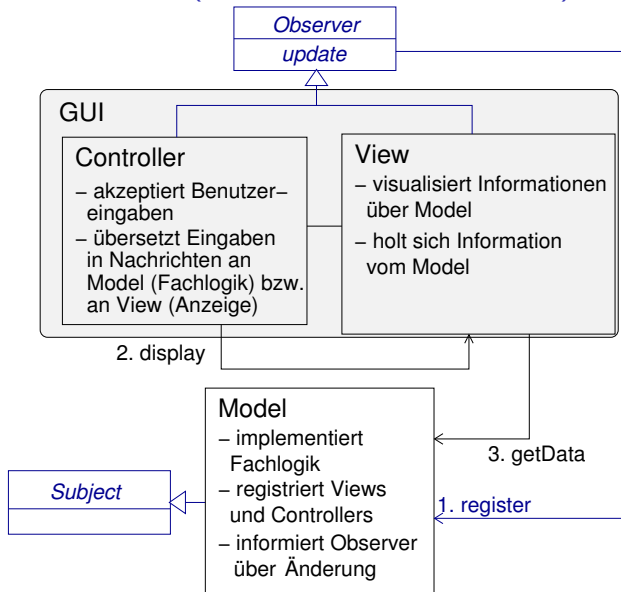 Observer
update
GUI
Controller
– akzeptiert Benutzer–
eingaben
– übersetzt Eingaben
in Nachrichten an
Model (Fachlogik) bzw.
an View (Anzeige)
View
– visualisiert Informationen
über Model
– holt sich Information
vom Model
2. display
Model
– implementiert
Fachlogik
– registriert Views
und Controllers
– informiert Observer
über Änderung
3. getData
Subject
1. register